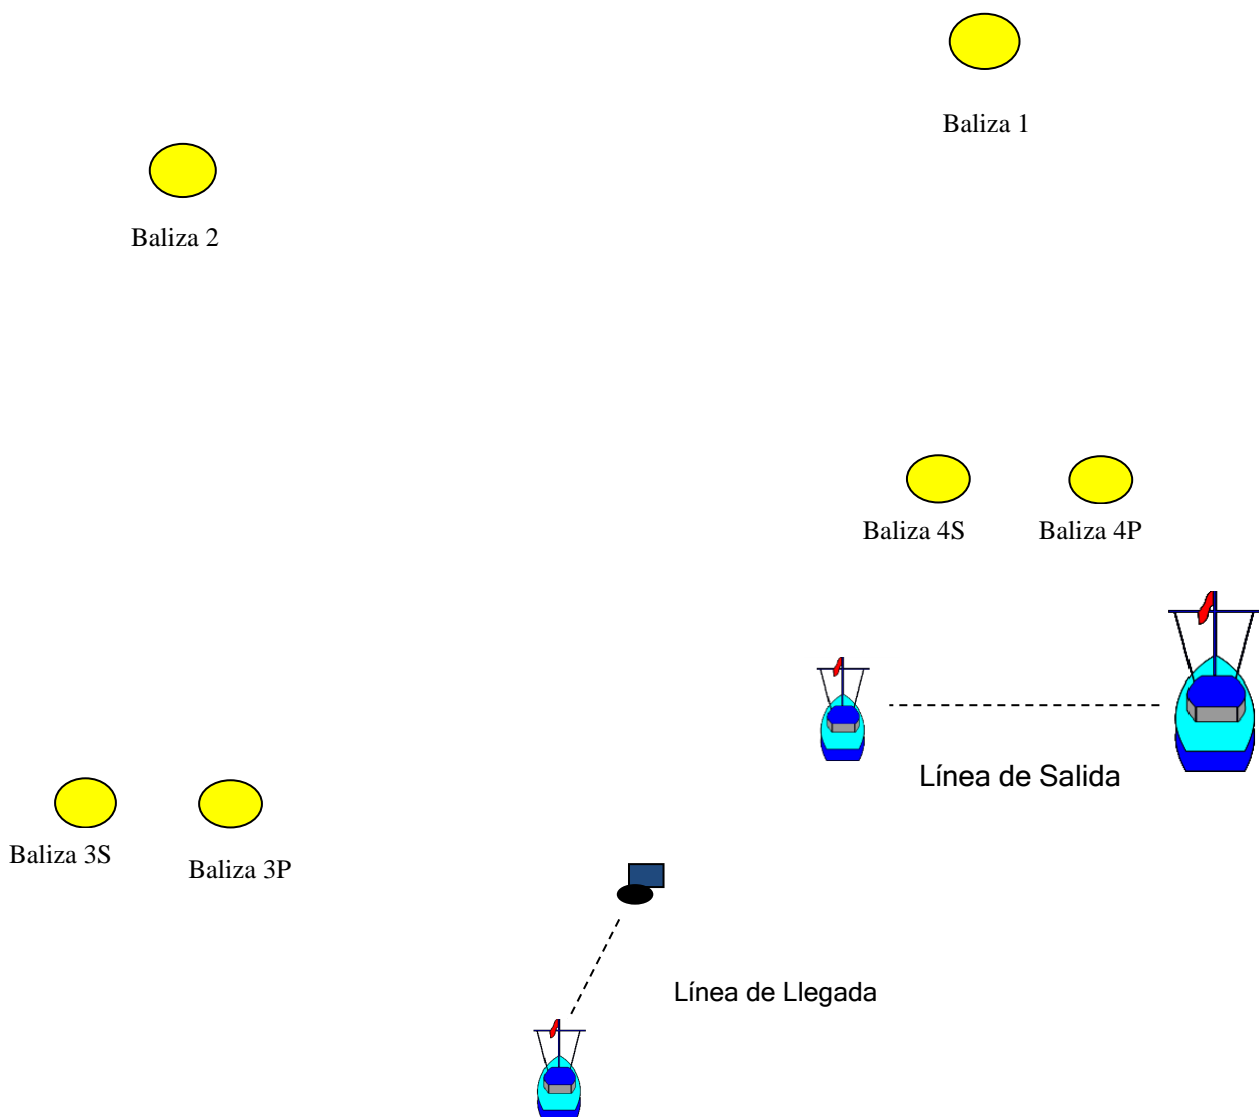 Baliza 1
Baliza 2
Baliza 4S
Baliza 4P
Línea de Salida
Baliza 3S
Baliza 3P
Línea de Llegada